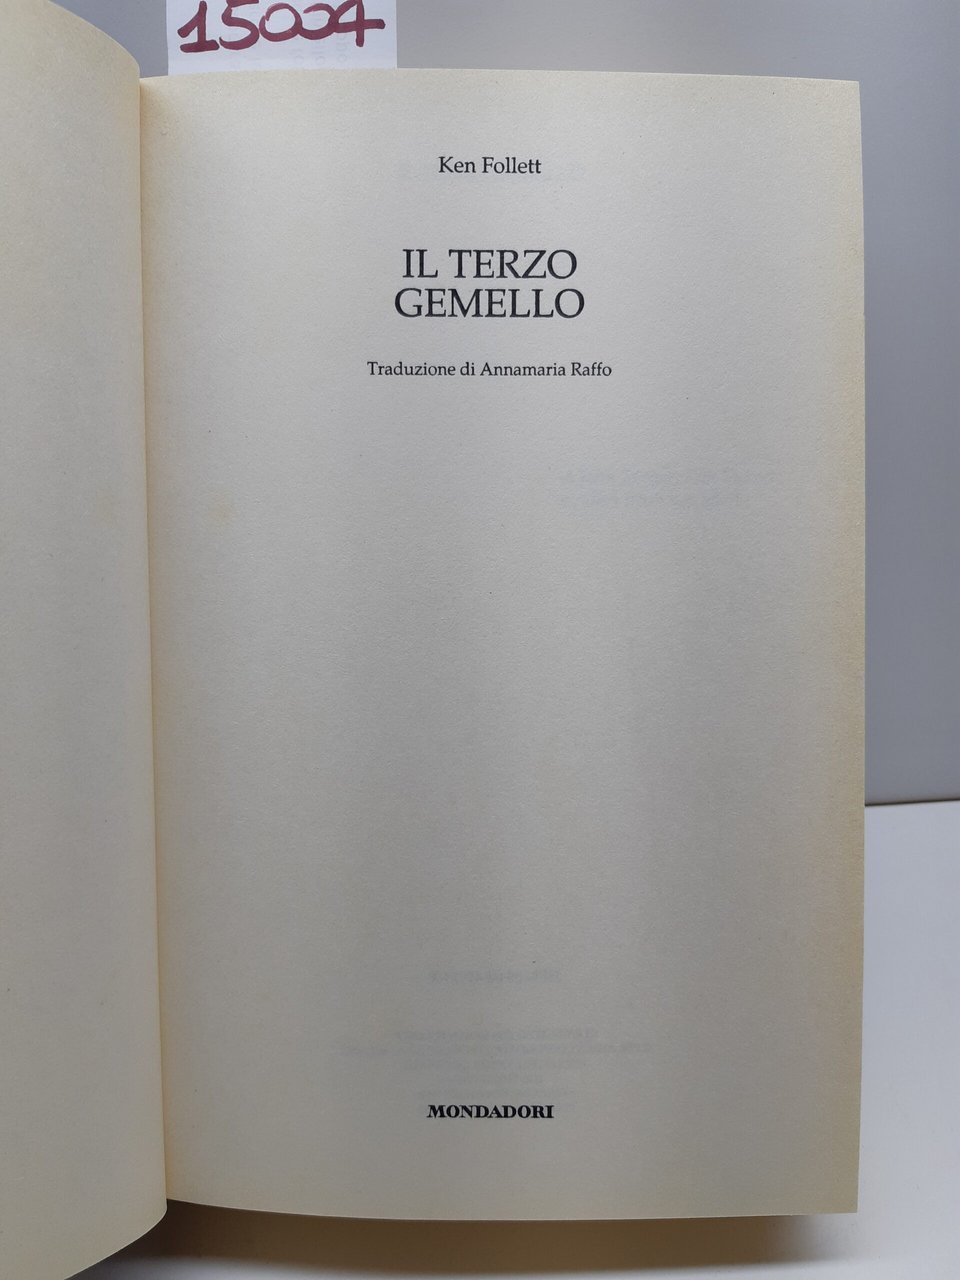 15004
Ken Follett
IL TERZO
GEMELLO
Traduzione di Annamaria Raffo
MONDADORI